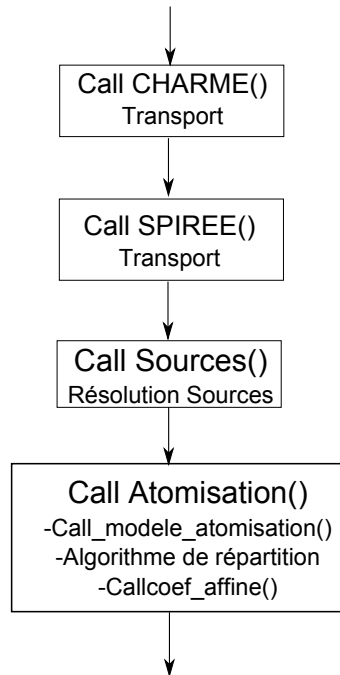 Call CHARME()
Transport
Call SPIREE()
Transport
Call Sources()
Résolution Sources
Call Atomisation()
-Call_modele_atomisation()
-Algorithme de répartition
-Callcoef_affine()